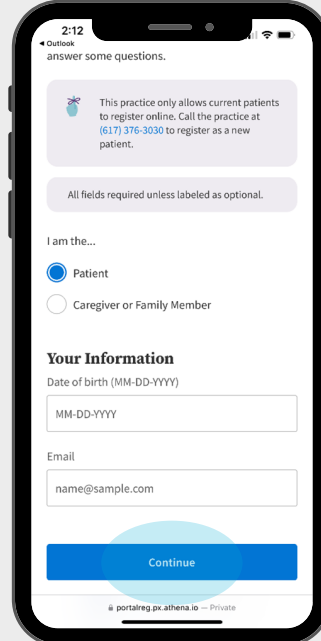 2:12
◀ Outlook
answer some questions.
This practice only allows current patients
to register online. Call the practice at
(617) 376-3030 to register as a new
patient.
All fields required unless labeled as optional.
I am the...
Patient
Caregiver or Family Member
Your Information
Date of birth (MM-DD-YYYY)
MM-DD-YYYY
Email
name@sample.com
Continue
portalreg.px.athena.io — Private